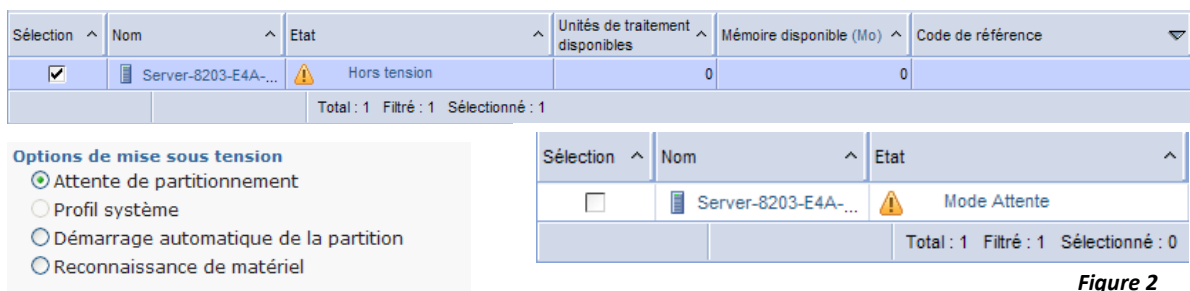 Sélection Nom Etat Unités de traitement disponibles Mémoire disponible (Mo) Code de référence
Server-8203-E4A-... Hors tension 0 0
Total : 1 Filtré : 1 Sélectionné : 1
Options de mise sous tension
Attente de partitionnement
Profil système
Démarrage automatique de la partition
Reconnaissance de matériel
Sélection Nom Etat
Server-8203-E4A-... Mode Attente
Total : 1 Filtré : 1 Sélectionné : 0
Figure 2